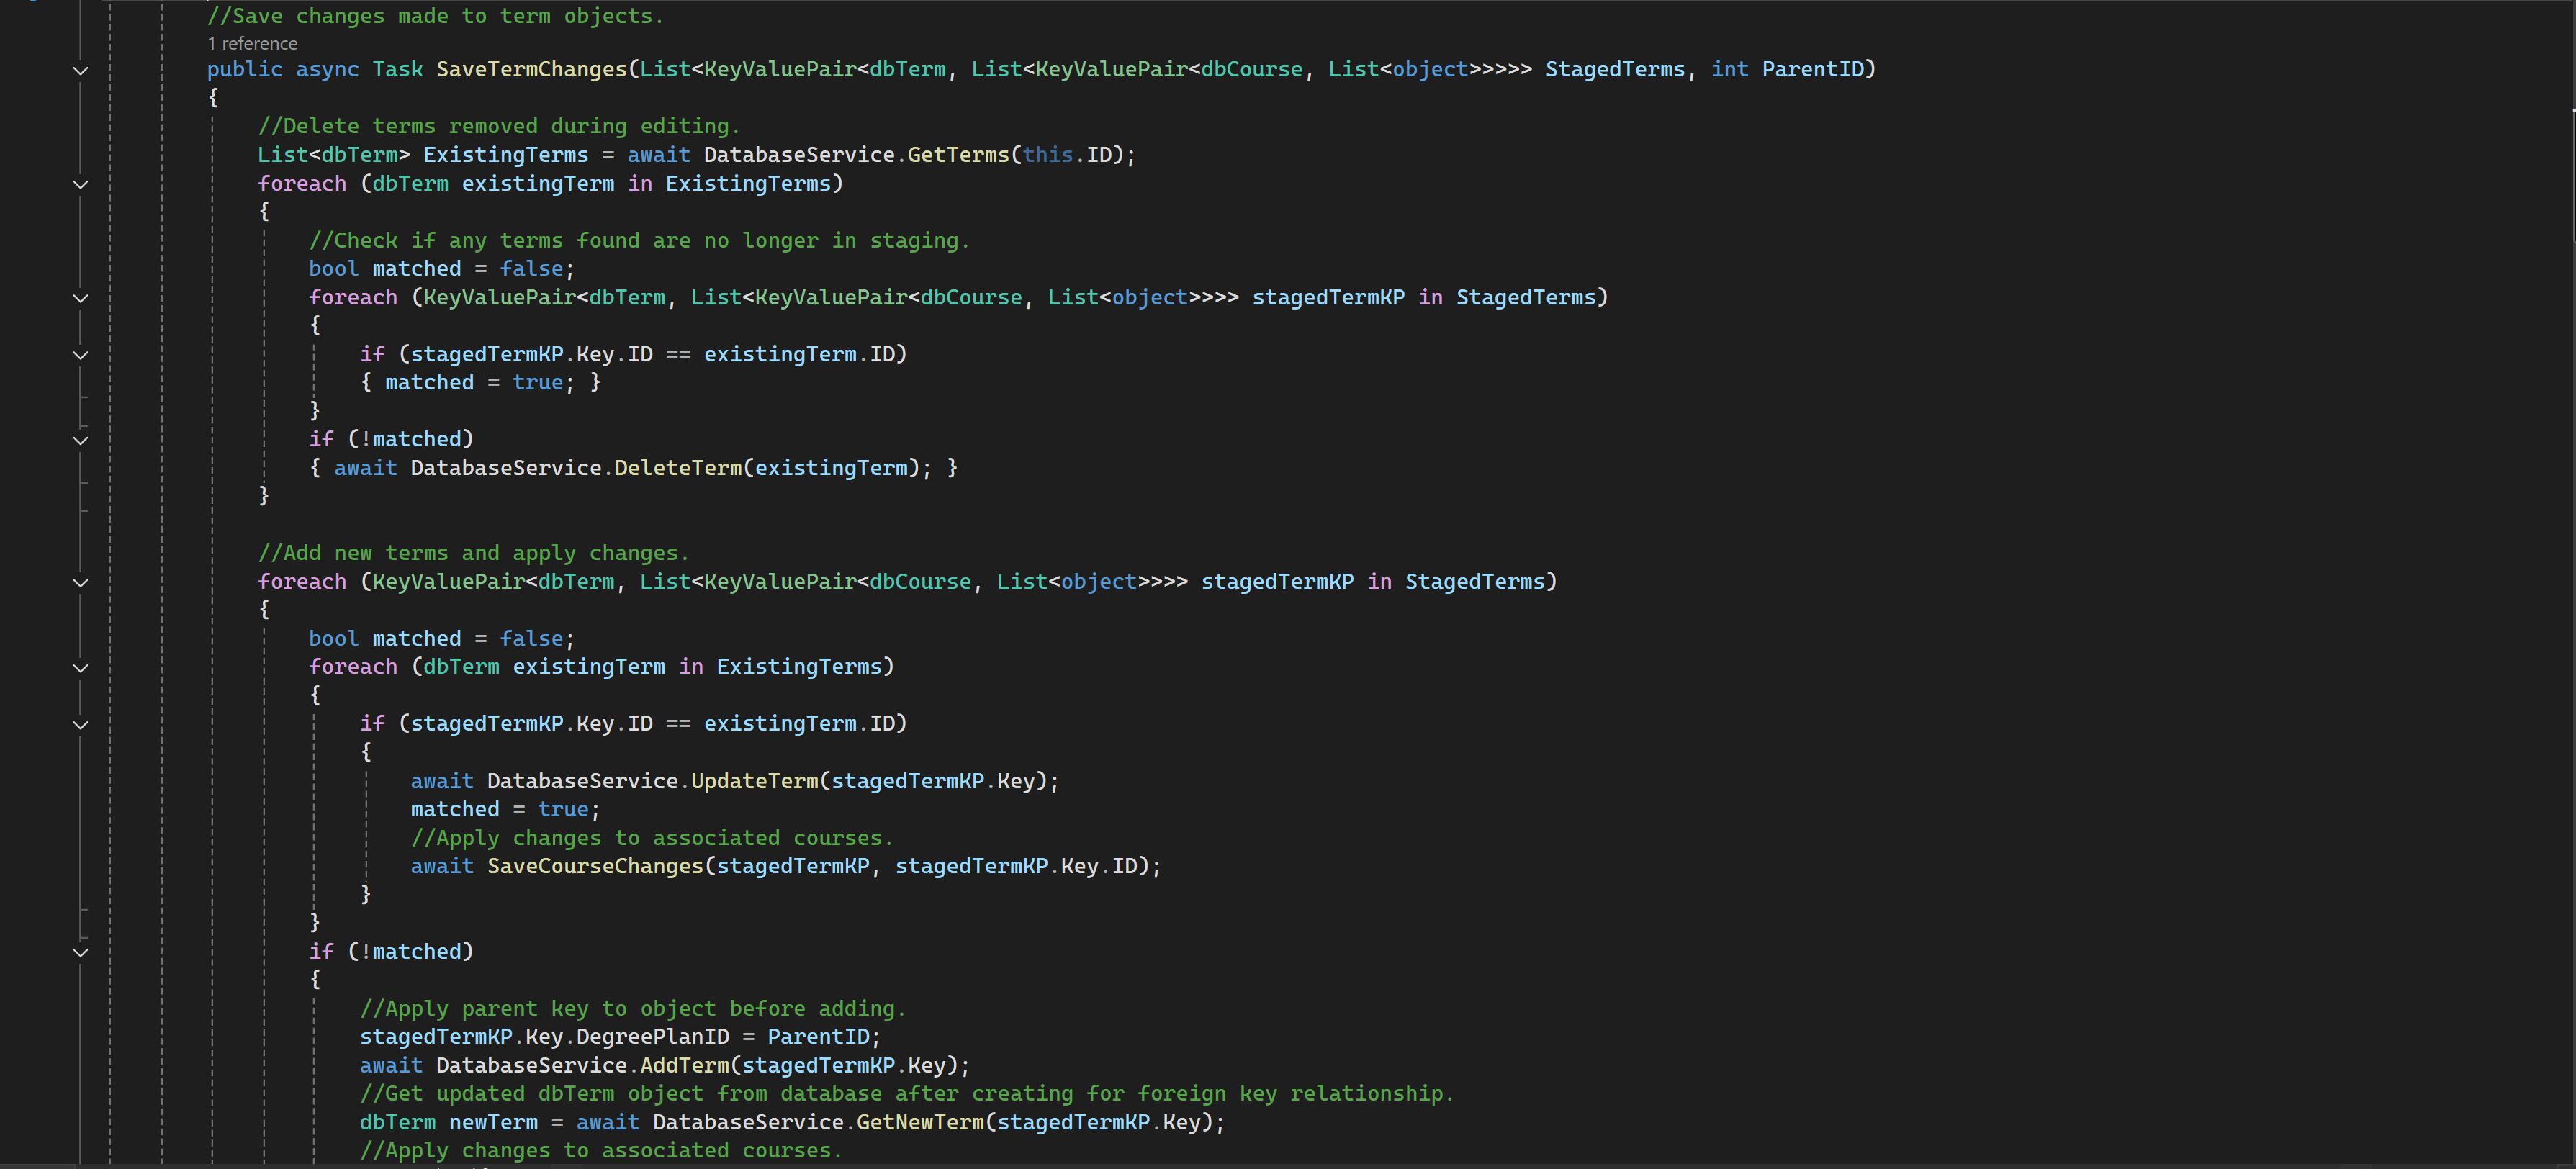 //Save changes made to term objects.
1 reference
public async Task SaveTermChanges(List<KeyValuePair<dbTerm, List<KeyValuePair<dbCourse, List<object>>>>> StagedTerms, int ParentID)
{
//Delete terms removed during editing.
List<dbTerm> ExistingTerms = await DatabaseService.GetTerms(this.ID);
foreach (dbTerm existingTerm in ExistingTerms)
{
//Check if any terms found are no longer in staging.
bool matched = false;
foreach (KeyValuePair<dbTerm, List<KeyValuePair<dbCourse, List<object>>>> stagedTermKP in StagedTerms)
{
if (stagedTermKP.Key.ID == existingTerm.ID)
{ matched = true; }
}
if (!matched)
{ await DatabaseService.DeleteTerm(existingTerm); }
}
//Add new terms and apply changes.
foreach (KeyValuePair<dbTerm, List<KeyValuePair<dbCourse, List<object>>>> stagedTermKP in StagedTerms)
{
bool matched = false;
foreach (dbTerm existingTerm in ExistingTerms)
{
if (stagedTermKP.Key.ID == existingTerm.ID)
{
await DatabaseService.UpdateTerm(stagedTermKP.Key);
matched = true;
//Apply changes to associated courses.
await SaveCourseChanges(stagedTermKP, stagedTermKP.Key.ID);
}
}
if (!matched)
{
//Apply parent key to object before adding.
stagedTermKP.Key.DegreePlanID = ParentID;
await DatabaseService.AddTerm(stagedTermKP.Key);
//Get updated dbTerm object from database after creating for foreign key relationship.
dbTerm newTerm = await DatabaseService.GetNewTerm(stagedTermKP.Key);
//Apply changes to associated courses.